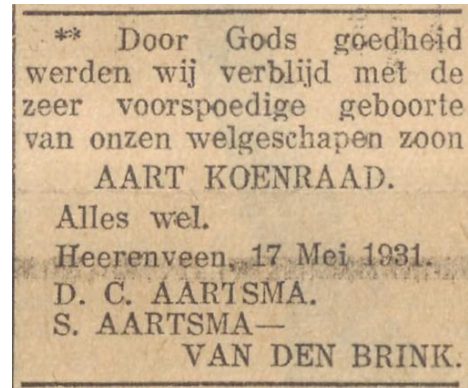 ** Door Gods goedheid
werden wij verblijd met de
zeer voorspoedige geboorte
van onzen welgeschapen zoon
AART KOENRAAD.
Alles wel.
Heerenveen, 17 Mei 1931.
D. C. AARTSMA.
S. AARTSMA—
VAN DEN BRINK.